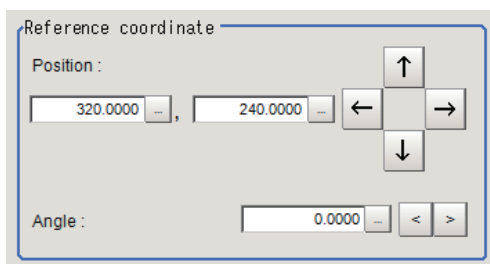 Reference coordinate
Position :
↑
320.0000 ... , 240.0000 ... ← →
↓
Angle : 0.0000 ... < >